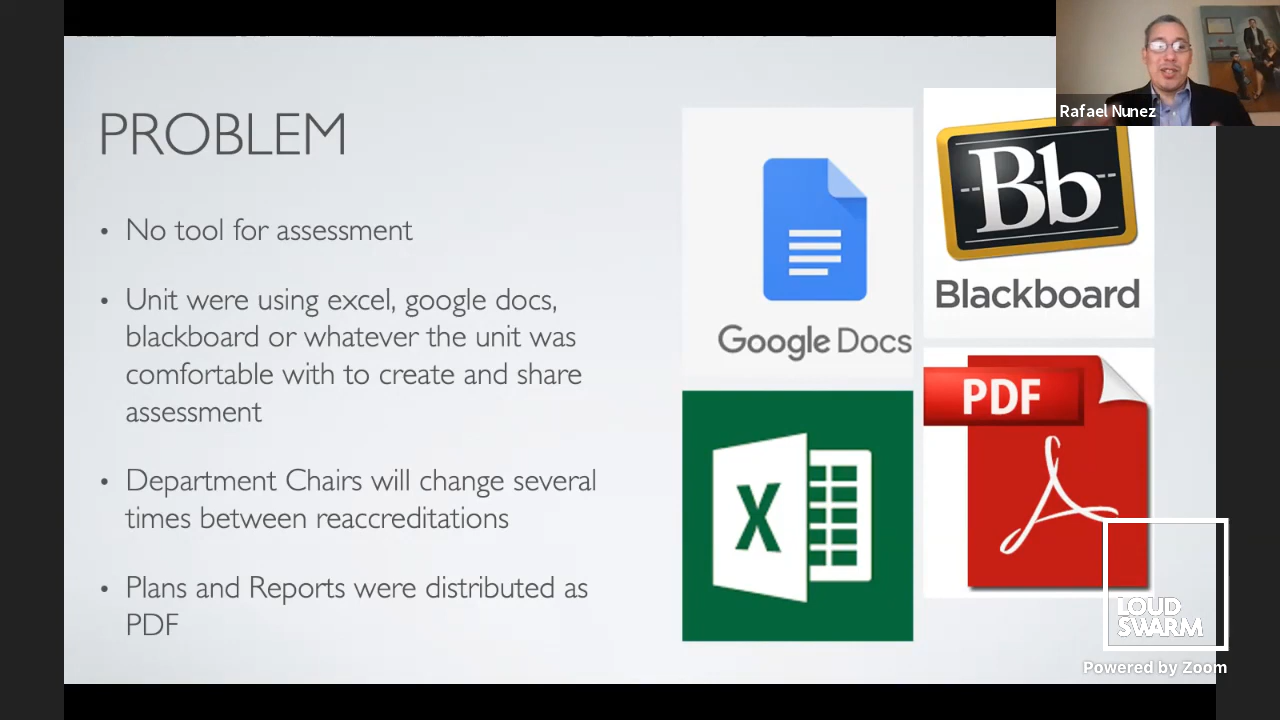 PROBLEM
• No tool for assessment
• Unit were using excel, google docs,
blackboard or whatever the unit was
comfortable with to create and share
assessment
• Department Chairs will change several
times between reaccreditations
• Plans and Reports were distributed as
PDF
Google Docs
Bb
Blackboard
X
PDF
Rafael Nunez
LOUD
SWARM
Powered by Zoom